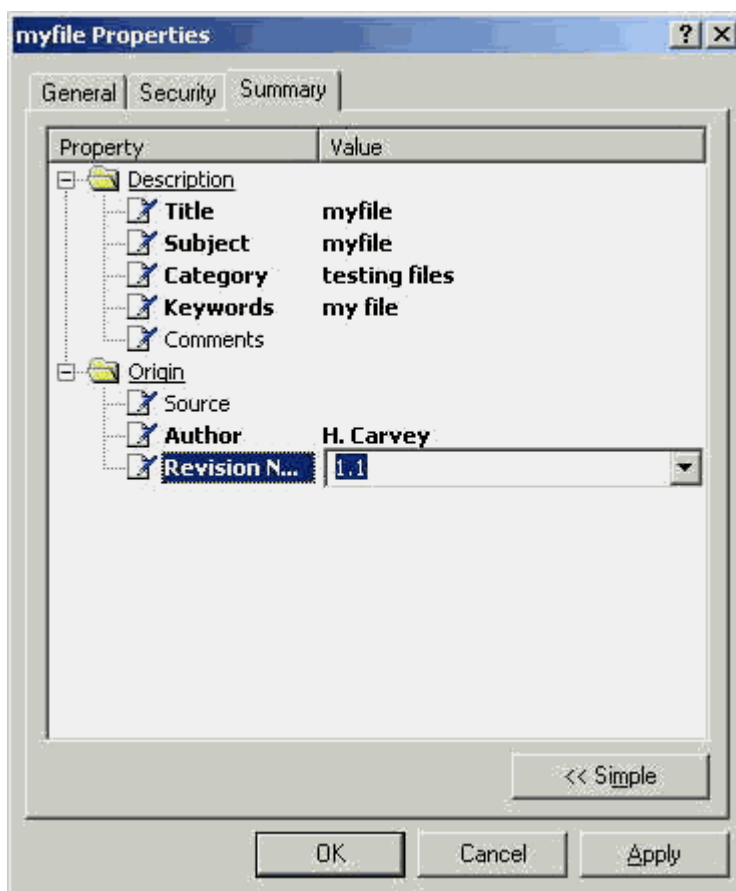 myfile Properties
General Security Summary
Property Value
Description
Title myfile
Subject myfile
Category testing files
Keywords my file
Comments
Origin
Source
Author H. Carvey
Revision N... 1.1
<< Simple
OK Cancel Apply